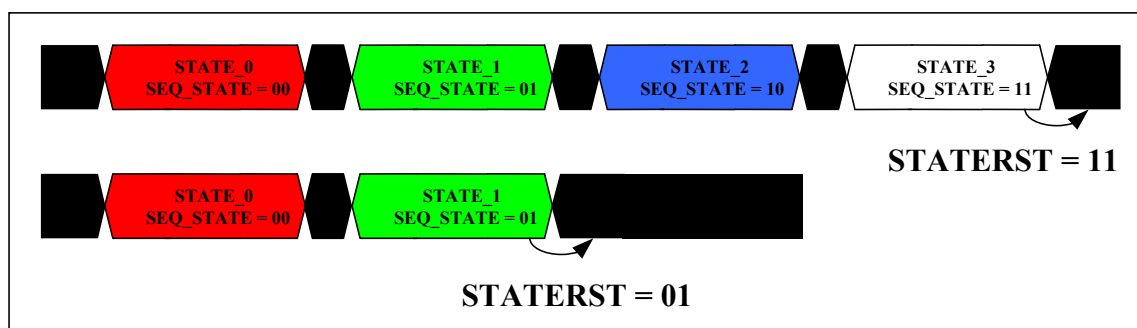 STATE_0
SEQ_STATE = 00
STATE_1
SEQ_STATE = 01
STATE_2
SEQ_STATE = 10
STATE_3
SEQ_STATE = 11
STATERST = 11
STATE_0
SEQ_STATE = 00
STATE_1
SEQ_STATE = 01
STATERST = 01